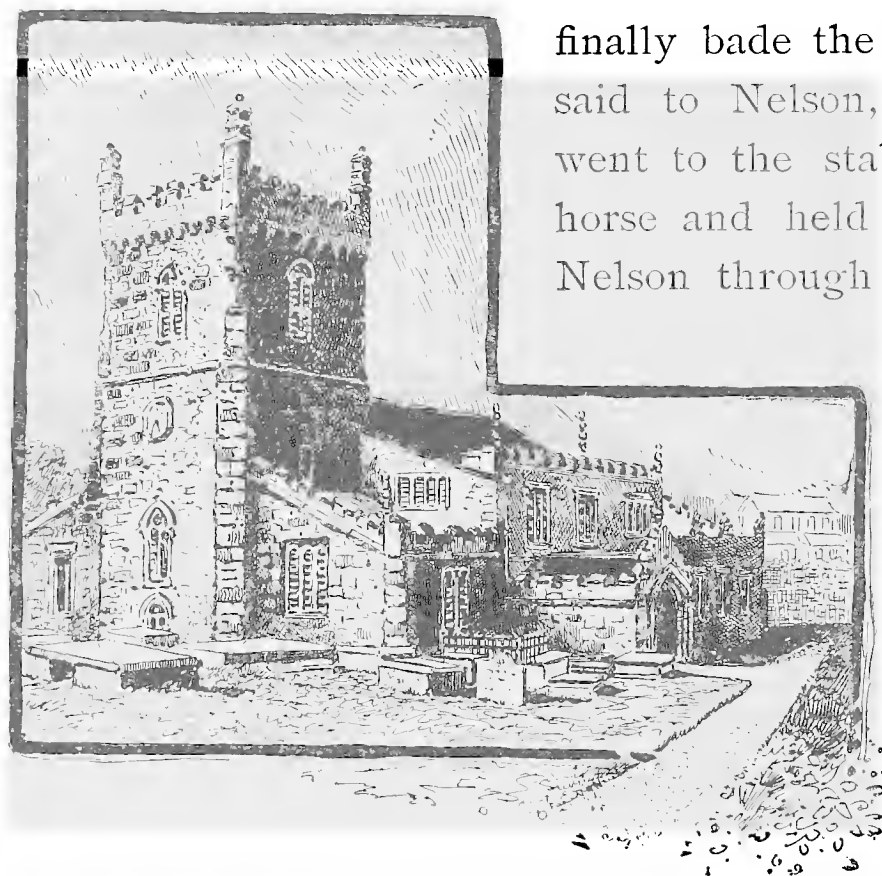 finally bade the
said to Nelson,
went to the
horse and held
Nelson through